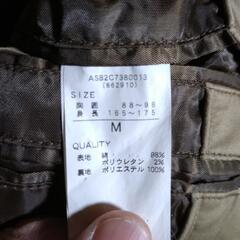 ASB2C7380013
(662910)
SIZE
胸囲 88～96
身長 165～175
M
QUALITY
表地 綿 98%
ポリウレタン 2%
裏地 ポリエステル 100%